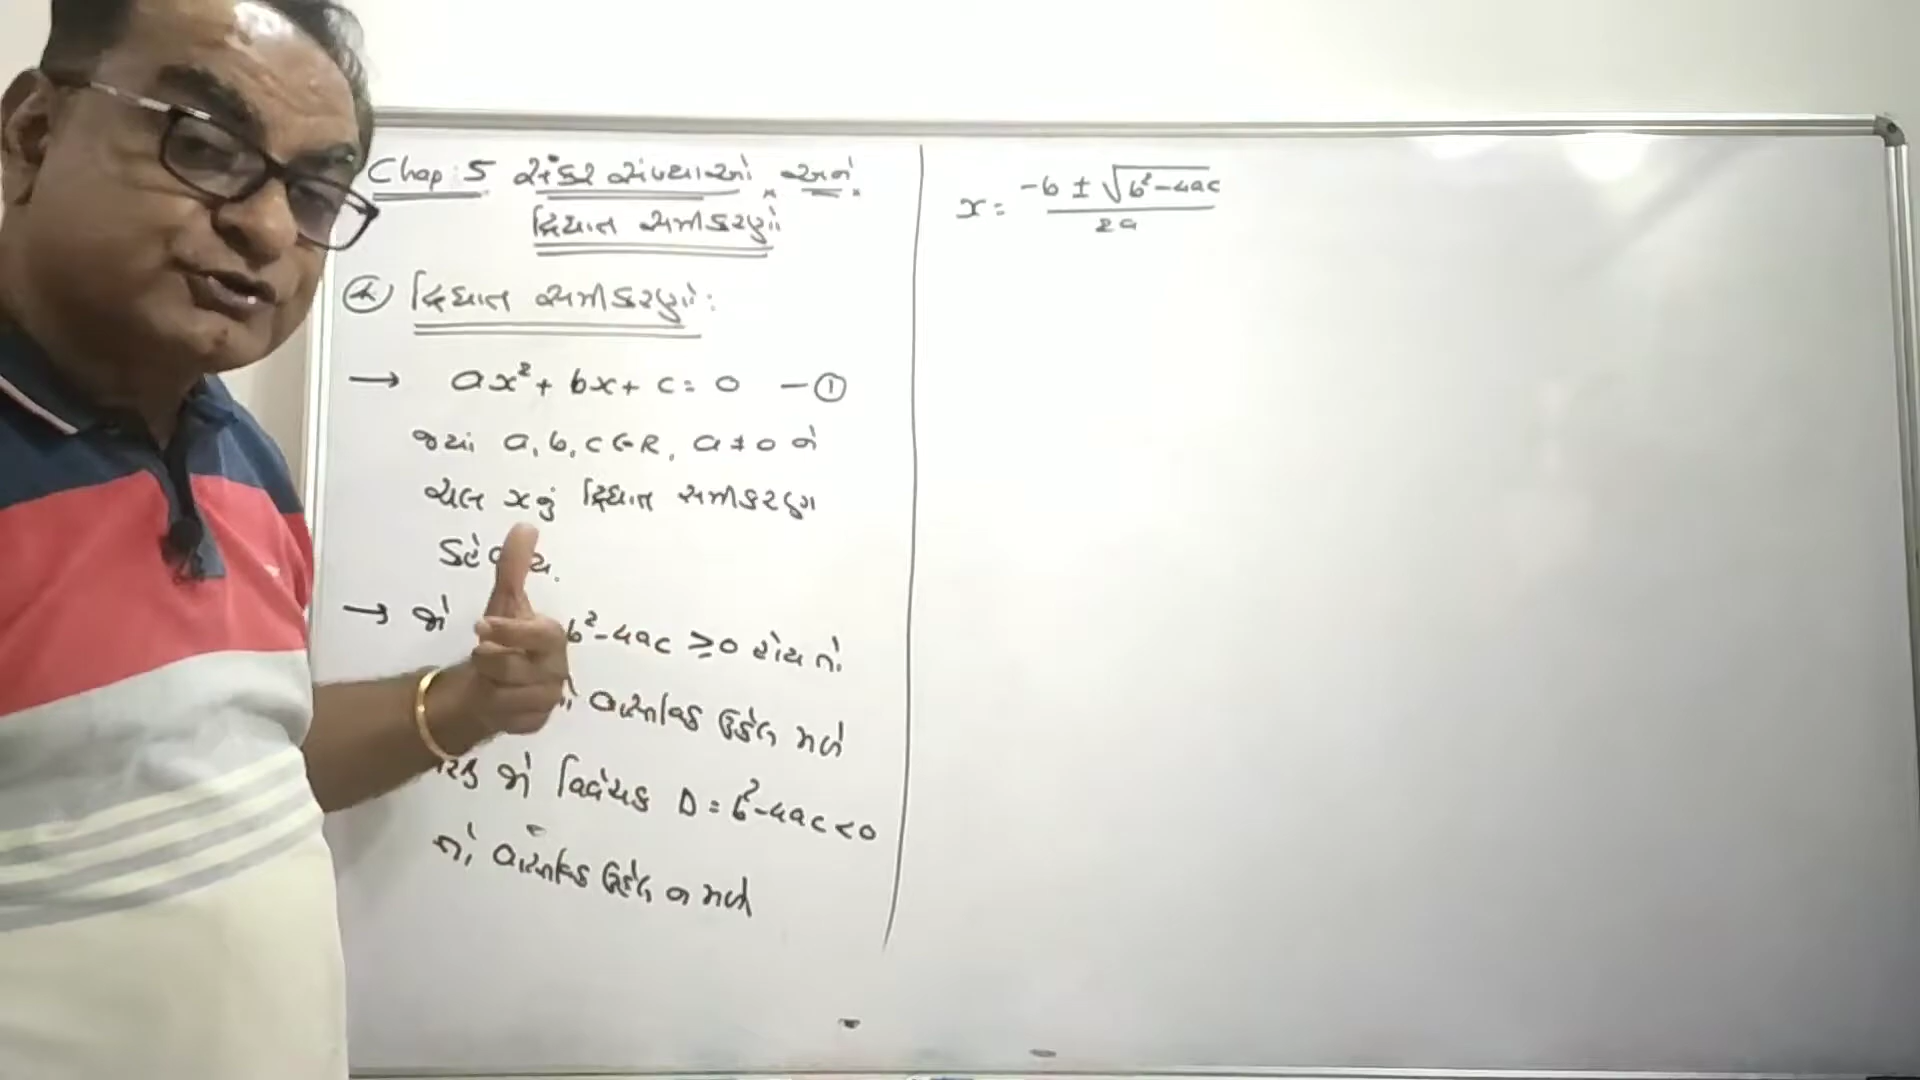 Chap: 5 સંકર સંખ્યાઓ અને
દ્વિઘાત સમીકરણો
દ્વિઘાત સમીકરણો:
→ ax² + bx + c = 0 — ①
જ્યાં a, b, c ∈ R, a ≠ 0 ને
ચલ x નું દ્વિઘાત સમીકરણ
→ જો b² - 4ac ≥ 0 હોય તો
વાસ્તવિક ઉકેલ મળે
જો વિવેચક D = b² - 4ac < 0
તો વાસ્તવિક ઉકેલ ન મળે
x = (-b ± √(b² - 4ac)) / 2a